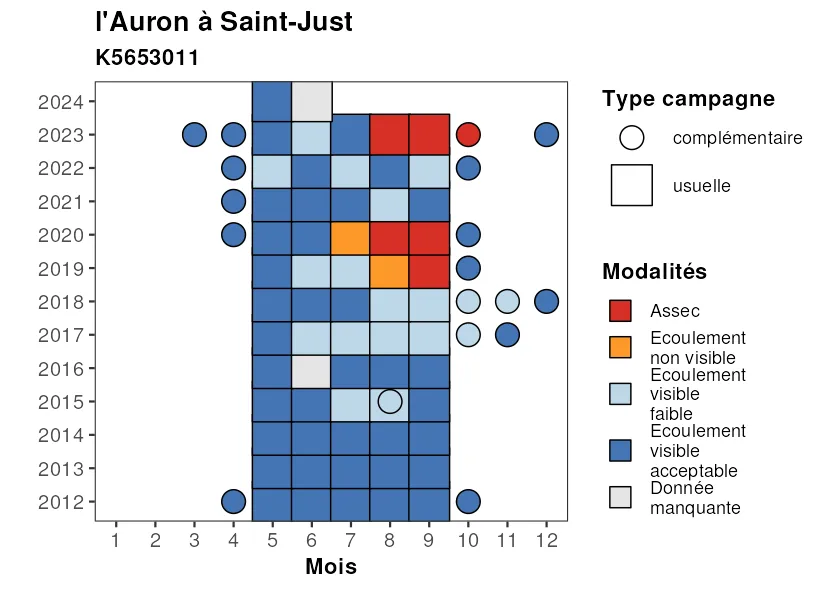 l'Auron à Saint-Just
K5653011
2024
2023
2022
2021
2020
2019
2018
2017
2016
2015
2014
2013
2012
1 2 3 4 5 6 7 8 9 10 11 12
Mois
Type campagne
complémentaire
usuelle
Modalités
Assec
Ecoulement
non visible
Ecoulement
visible
faible
Ecoulement
visible
acceptable
Donnée
manquante